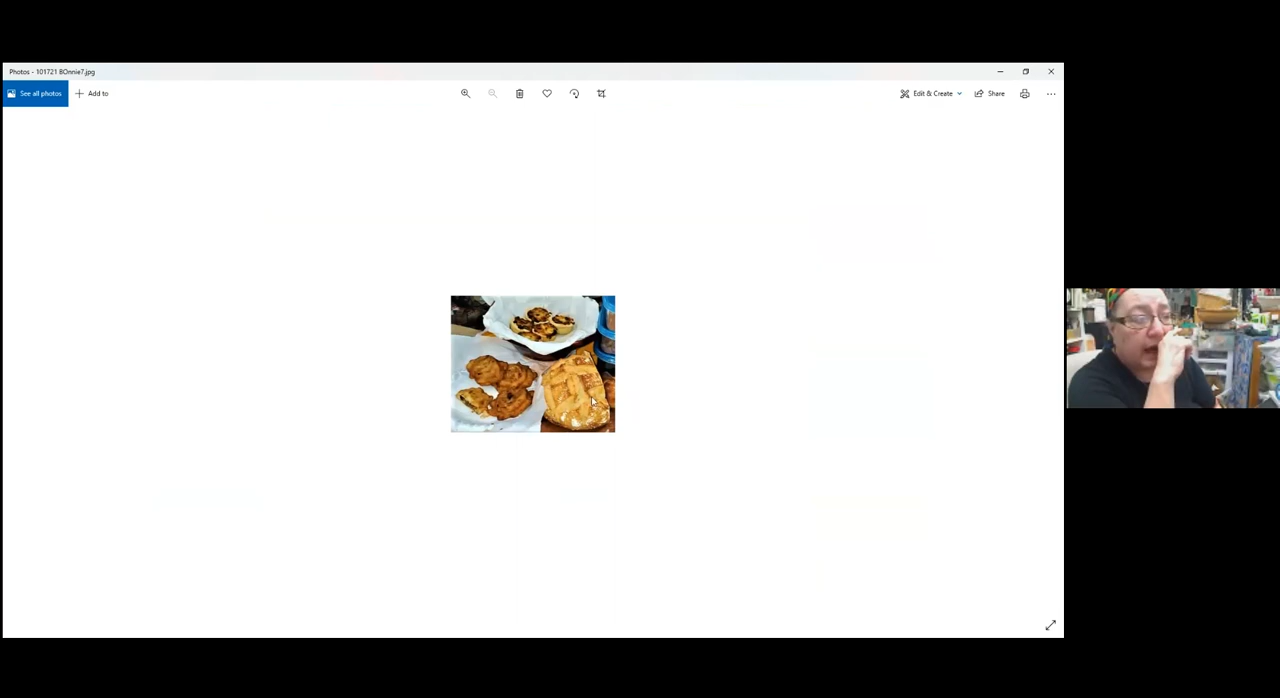 Photos - 101721 BOnnie7.jpg
See all photos
Add to
Edit & Create
Share